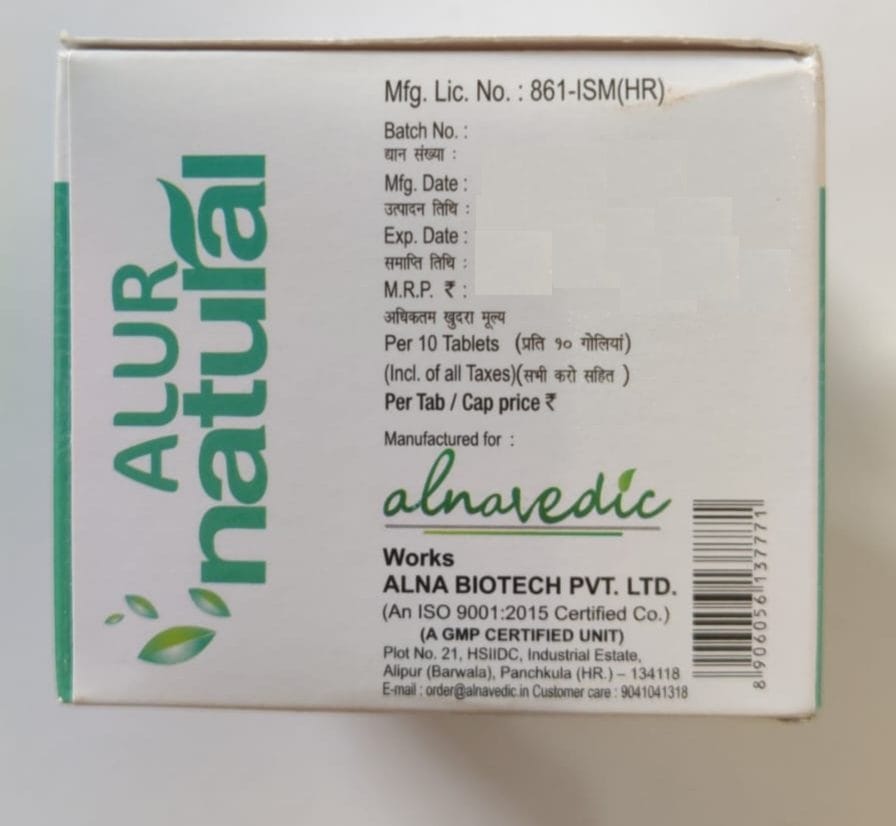 ALUR
natural
Mfg. Lic. No. : 861-ISM(HR)
Batch No. :
द्यान संख्या :
Mfg. Date :
उत्पादन तिथि :
Exp. Date :
समाप्ति तिथि :
M.R.P. ₹ :
अधिकतम खुदरा मूल्य
Per 10 Tablets (प्रति १० गोलियां)
(Incl. of all Taxes)(सभी करो सहित )
Per Tab / Cap price ₹
Manufactured for :
alnavedic
Works
ALNA BIOTECH PVT. LTD.
(An ISO 9001:2015 Certified Co.)
(A GMP CERTIFIED UNIT)
Plot No. 21, HSIIDC, Industrial Estate,
Alipur (Barwala), Panchkula (HR.) – 134118
E-mail : order@alnavedic.in Customer care : 9041041318
8 906056 137771